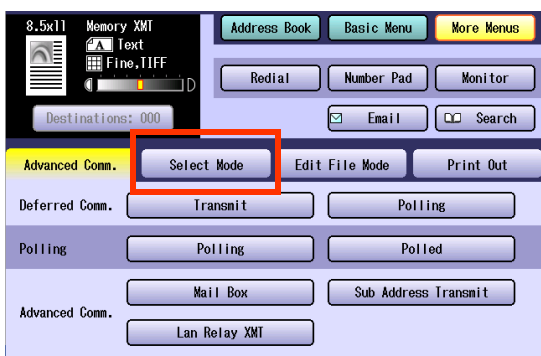 8.5x11 Memory XMT
A Text
Fine,TIFF
D
Destinations: 000
Address Book Basic Menu More Menus
Redial Number Pad Monitor
Email Search
Advanced Comm. Select Mode Edit File Mode Print Out
Deferred Comm. Transmit Polling
Polling Polling Polled
Advanced Comm. Mail Box Sub Address Transmit
Lan Relay XMT